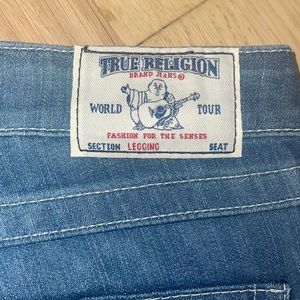 TRUE RELIGION
BRAND JEANS®
WORLD TOUR
FASHION FOR THE SENSES
SECTION LEGGING SEAT